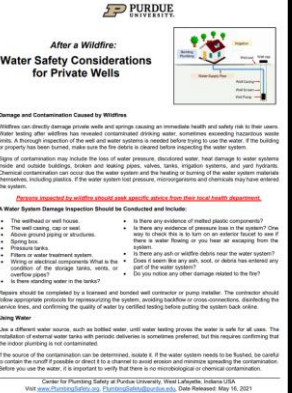 PURDUE
UNIVERSITY.
After a Wildfire:
Water Safety Considerations
for Private Wells
Damage and Contamination Caused by Wildfires
Wildfires can directly damage private wells and springs causing an immediate health and safety risk to their users.
Water testing after wildfires has revealed contaminated drinking water, sometimes exceeding hazardous waste
limits. A thorough inspection of the well and water systems is needed before trying to use the water. If the building
or property has been burned, make sure the fire debris is cleared before inspecting the water system.
Signs of contamination may include the loss of water pressure, discolored water, heat damage to water systems
inside and outside buildings, broken and leaking pipes, valves, tanks, irrigation systems, and yard hydrants.
Chemical contamination can occur due the water system and the heating or burning of the water system materials
themselves, including plastics. If the water system lost pressure, microorganisms and chemicals may have entered
the system.
Persons impacted by wildfire should seek specific advice from their local health department.
A Water System Damage Inspection Should be Conducted and Include:
• The wellhead or well house.
• The well casing, cap or seal.
• Above ground piping or structures.
• Spring box.
• Pressure tanks.
• Filters or water treatment system.
• Wiring or electrical components What is the
condition of the storage tanks, vents, or
overflow pipes?
• Is there standing water in the tanks?
• Is there evidence of melted plastic components?
• Is there any evidence of pressure loss in the system? One
way to check this is to turn on an exterior faucet to see if
there is water flowing or you hear air escaping from the
system.
• Is there any ash or wildfire debris near the water system?
• Does it seem like any ash, soot, or debris has entered any
part of the water system?
• Do you notice any other damage related to the fire?
Repairs should be completed by a licensed and bonded well contractor or pump installer. The contractor should
follow appropriate protocols for repressurizing the system, avoiding backflow or cross-connections, disinfecting the
service lines, and confirming the quality of water by certified testing before putting the system back online.
Using Water
Use a different water source, such as bottled water, until water testing proves the water is safe for all uses. The
installation of external water tanks with periodic deliveries is sometimes preferred, but this requires confirming that
the indoor plumbing is not contaminated.
If the source of the contamination can be determined, isolate it. If the water system needs to be flushed, be careful
to contain the runoff if possible or direct it to a channel to avoid erosion and minimize spreading the contamination.
Before you use the water, it is important to verify that there is no microbiological or chemical contamination.
Center for Plumbing Safety at Purdue University, West Lafayette, Indiana USA
Visit www.PlumbingSafety.org, PlumbingSafety@purdue.edu, Date Released: May 16, 2021